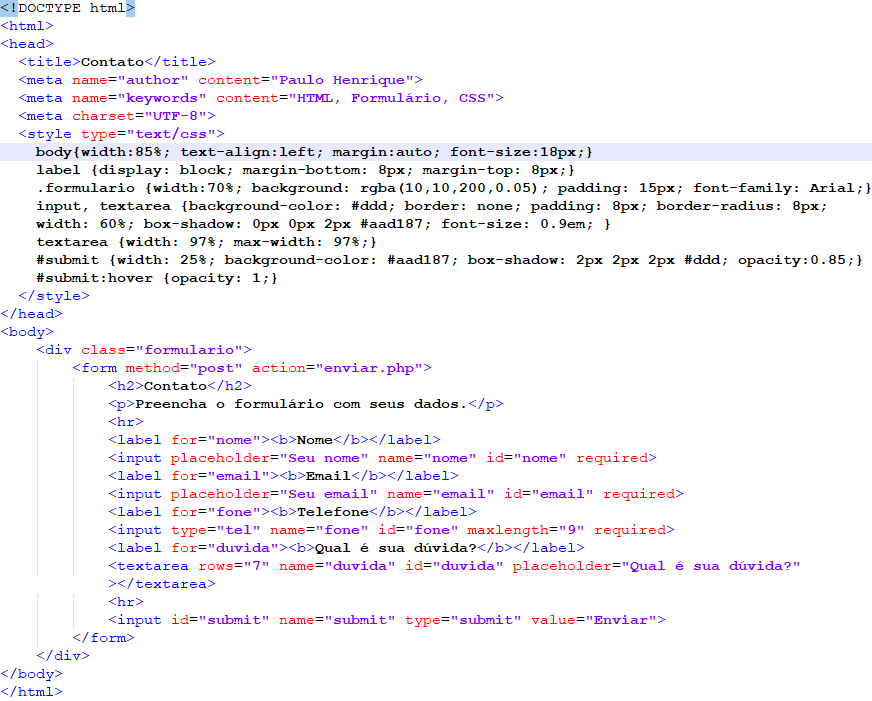 <!DOCTYPE html>
<html>
<head>
  <title>Contato</title>
  <meta name="author" content="Paulo Henrique">
  <meta name="keywords" content="HTML, Formulário, CSS">
  <meta charset="UTF-8">
  <style type="text/css">
    body{width:85%; text-align:left; margin:auto; font-size:18px;}
    label {display: block; margin-bottom: 8px; margin-top: 8px;}
    .formulario {width:70%; background: rgba(10,10,200,0.05); padding: 15px; font-family: Arial;}
    input, textarea {background-color: #ddd; border: none; padding: 8px; border-radius: 8px;
    width: 60%; box-shadow: 0px 0px 2px #aad187; font-size: 0.9em; }
    textarea {width: 97%; max-width: 97%;}
    #submit {width: 25%; background-color: #aad187; box-shadow: 2px 2px 2px #ddd; opacity:0.85;}
    #submit:hover {opacity: 1;}
  </style>
</head>
<body>
    <div class="formulario">
        <form method="post" action="enviar.php">
            <h2>Contato</h2>
            <p>Preencha o formulário com seus dados.</p>
            <hr>
            <label for="nome"><b>Nome</b></label>
            <input placeholder="Seu nome" name="nome" id="nome" required>
            <label for="email"><b>Email</b></label>
            <input placeholder="Seu email" name="email" id="email" required>
            <label for="fone"><b>Telefone</b></label>
            <input type="tel" name="fone" id="fone" maxlength="9" required>
            <label for="duvida"><b>Qual é sua dúvida?</b></label>
            <textarea rows="7" name="duvida" id="duvida" placeholder="Qual é sua dúvida?"
            ></textarea>
            <hr>
            <input id="submit" name="submit" type="submit" value="Enviar">
        </form>
    </div>
</body>
</html>